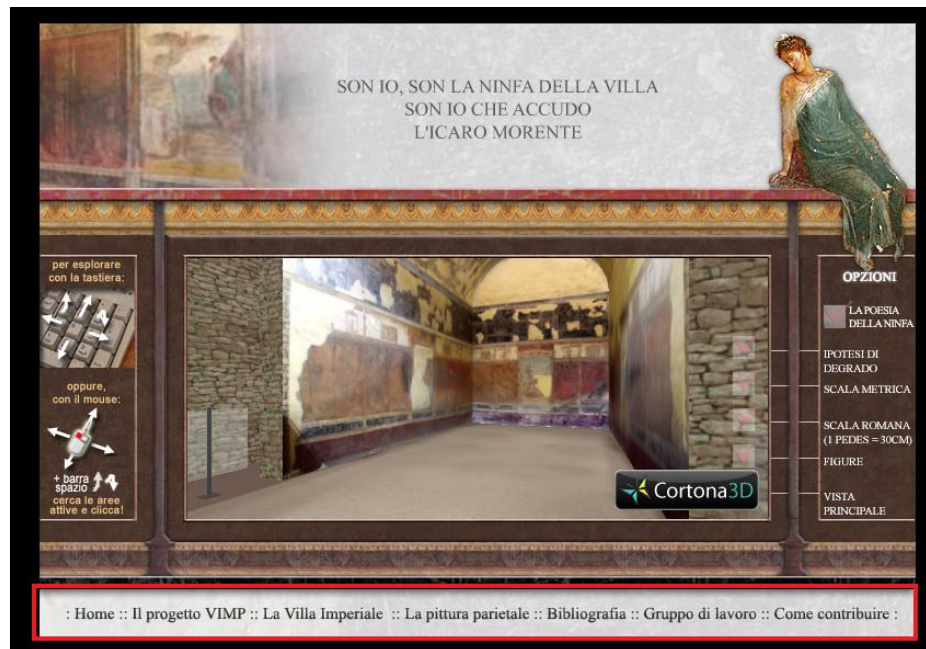 SON IO, SON LA NINFA DELLA VILLA
SON IO CHE ACCUDO
L'ICARO MORENTE
per esplorare
con la tastiera:
oppure,
con il mouse:
+ barra
spazio
cerca le aree
attive e clicca!
Cortona3D
OPZIONI
LA POESIA
DELLA NINFA
IPOTESI DI
DEGRADO
SCALA METRICA
SCALA ROMANA
(1 PEDES = 30CM)
FIGURE
VISTA
PRINCIPALE
: Home :: Il progetto VIMP :: La Villa Imperiale :: La pittura parietale :: Bibliografia :: Gruppo di lavoro :: Come contribuire :